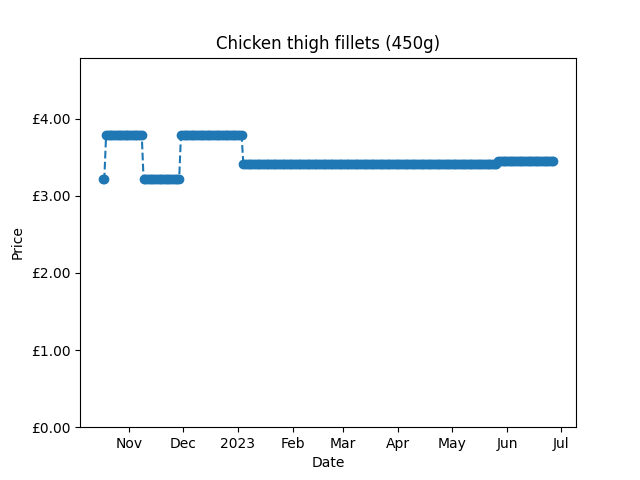 Chicken thigh fillets (450g)
£4.00
£3.00
£2.00
£1.00
£0.00
Price
Nov Dec 2023 Feb Mar Apr May Jun Jul
Date